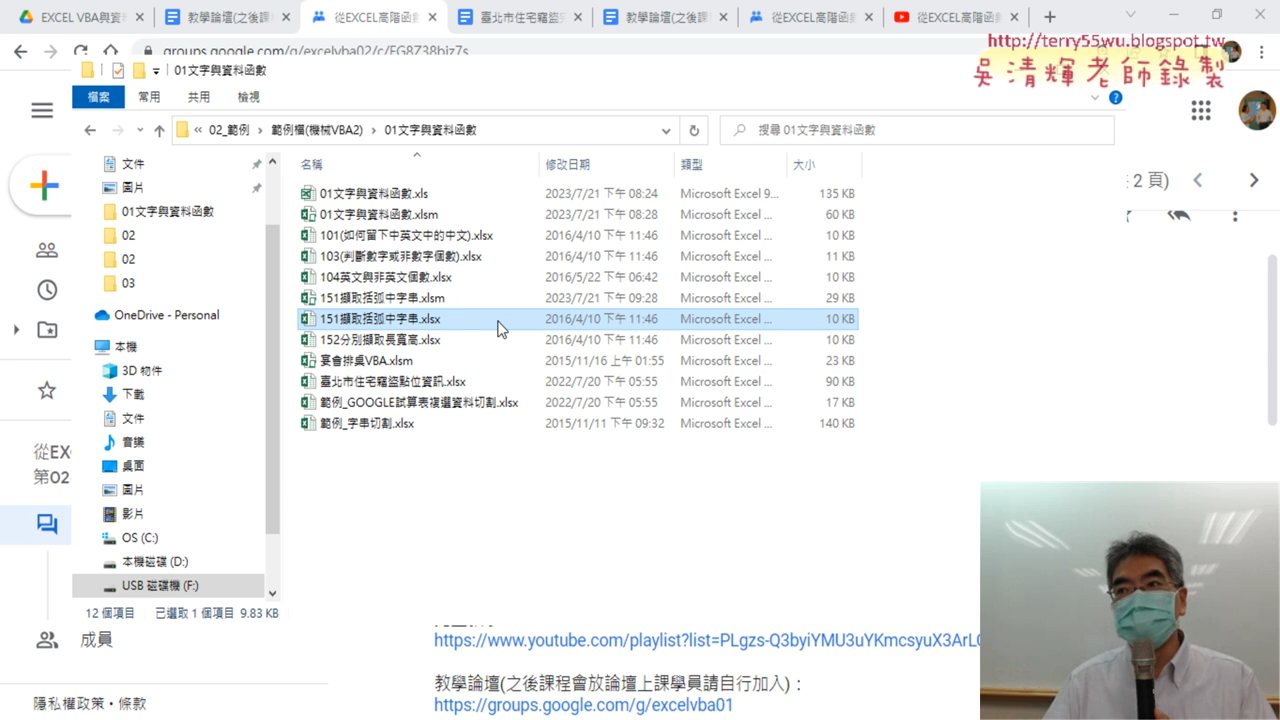 EXCEL VBA與資
教學論壇(之後課
從EXCEL高階函
臺北市住宅竊盜
教學論壇(之後課
從EXCEL高階函
從EXCEL高階函
groups.google.com/g/excelvba02/c/EG8Z38bjz7s
http://terry55wu.blogspot.tw
吳清輝老師錄製
01文字與資料函數
檔案
常用
共用
檢視
« 02_範例 › 範例檔(機械VBA2) › 01文字與資料函數
搜尋 01文字與資料函數
名稱
修改日期
類型
大小
01文字與資料函數.xls 2023/7/21 下午 08:24 Microsoft Excel 9... 135 KB
01文字與資料函數.xlsm 2023/7/21 下午 08:28 Microsoft Excel ... 60 KB
101(如何留下中英文中的中文).xlsx 2016/4/10 下午 11:46 Microsoft Excel ... 10 KB
103(判斷數字或非數字個數).xlsx 2016/4/10 下午 11:46 Microsoft Excel ... 11 KB
104英文與非英文個數.xlsx 2016/5/22 下午 06:42 Microsoft Excel ... 10 KB
151擷取括弧中字串.xlsm 2023/7/21 下午 09:28 Microsoft Excel ... 29 KB
151擷取括弧中字串.xlsx 2016/4/10 下午 11:46 Microsoft Excel ... 10 KB
152分別擷取長寬高.xlsx 2016/4/10 下午 11:46 Microsoft Excel ... 10 KB
宴會排桌VBA.xlsm 2015/11/16 上午 01:55 Microsoft Excel ... 23 KB
臺北市住宅竊盜點位資訊.xlsx 2022/7/20 下午 05:55 Microsoft Excel ... 90 KB
範例_GOOGLE試算表複選資料切割.xlsx 2022/7/20 下午 05:55 Microsoft Excel ... 17 KB
範例_字串切割.xlsx 2015/11/11 下午 09:32 Microsoft Excel ... 140 KB
文件
圖片
01文字與資料函數
02
02
03
OneDrive - Personal
本機
3D 物件
下載
文件
音樂
桌面
圖片
影片
OS (C:)
本機磁碟 (D:)
USB 磁碟機 (F:)
12 個項目 已選取 1 個項目 9.83 KB
2 頁)
從EX
第02
成員
隱私權政策・條款
https://www.youtube.com/playlist?list=PLgzs-Q3byiYMU3uYKmcsyuX3ArL
教學論壇(之後課程會放論壇上課學員請自行加入)：
https://groups.google.com/g/excelvba01